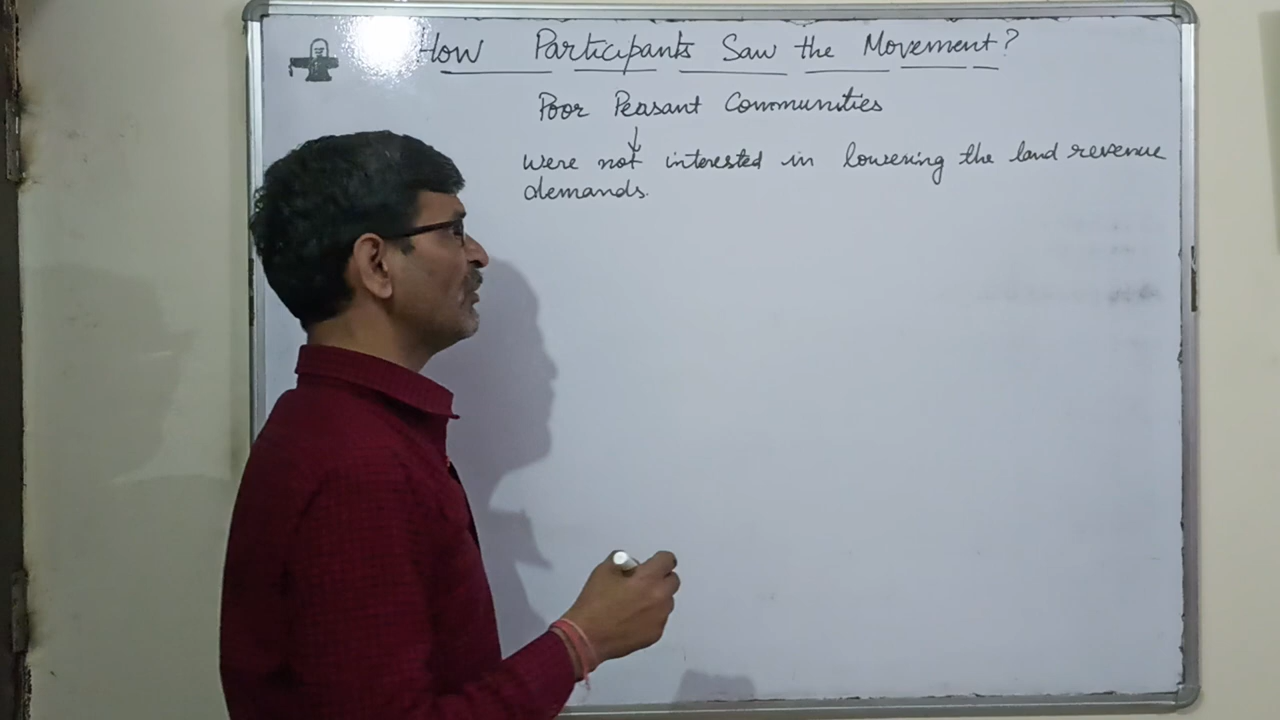 How Participants Saw the Movement?
Poor Peasant Communities
were not interested in lowering the land revenue
demands.